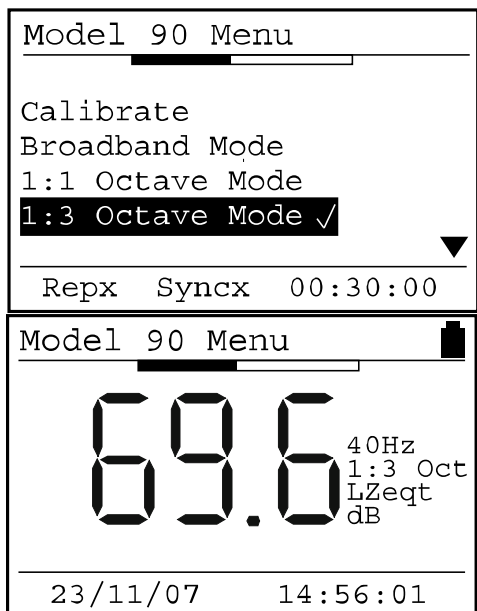 Model 90 Menu
Calibrate
Broadband Mode
1:1 Octave Mode
1:3 Octave Mode ✓
Repx Syncx 00:30:00
Model 90 Menu
69.6
40Hz
1:3 Oct
LZeqt
dB
23/11/07 14:56:01